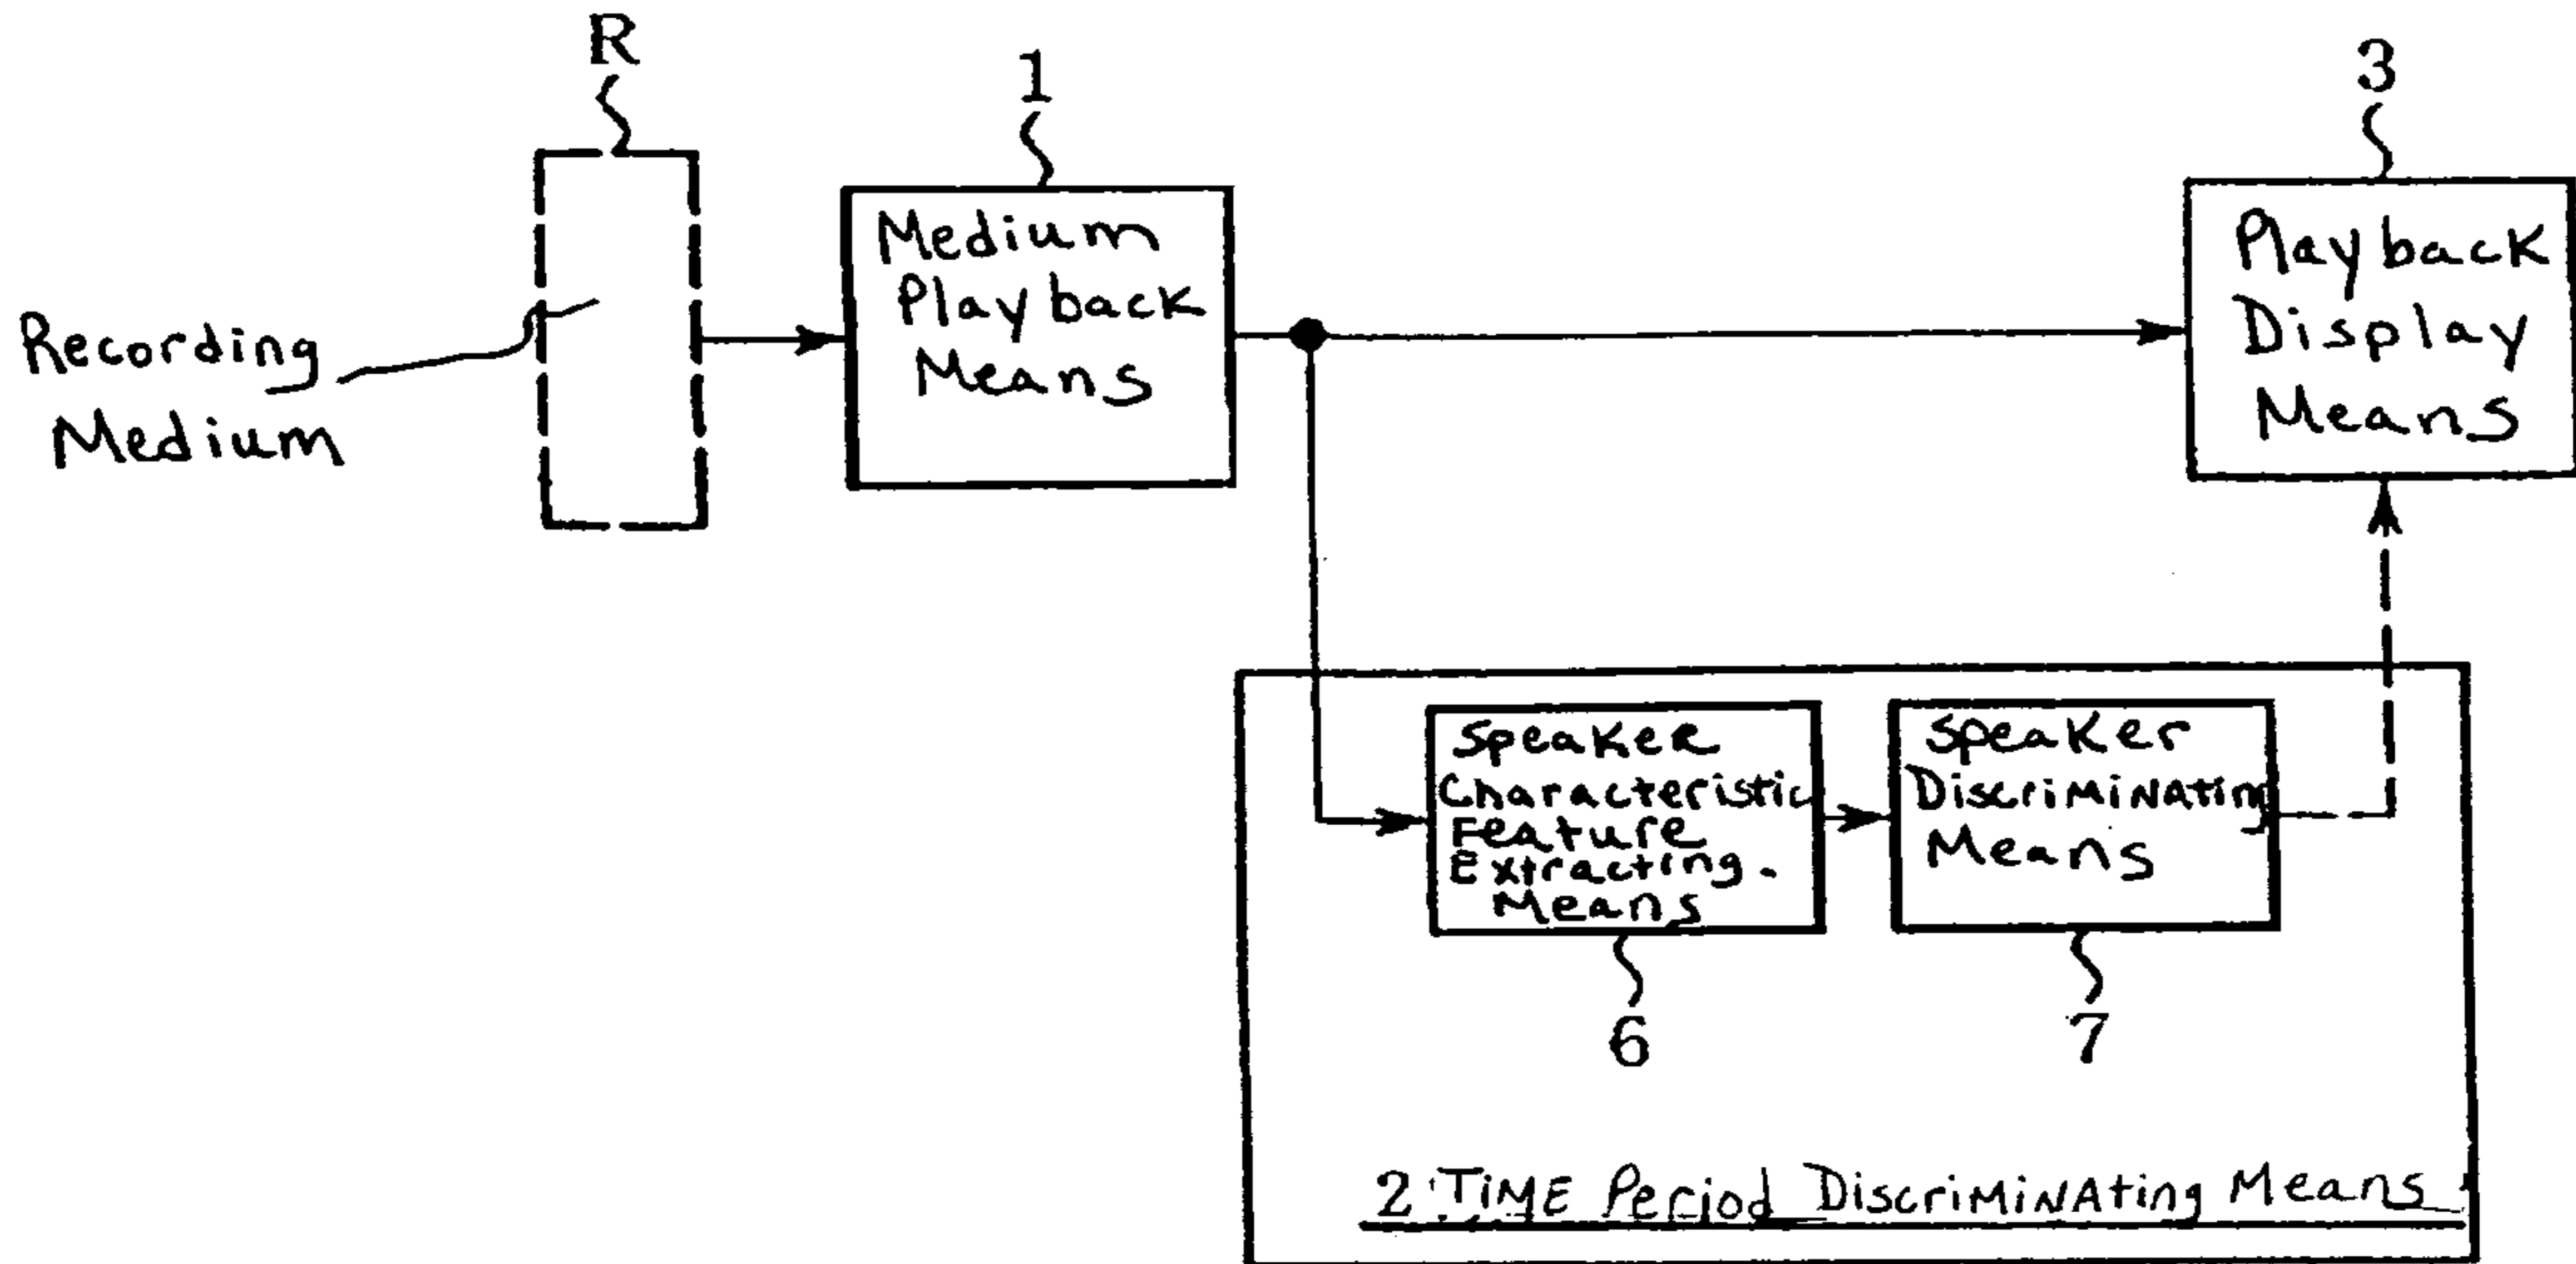 R
1
3
Recording
Medium
Medium
Playback
Means
Playback
Display
Means
Speaker
Characteristic
Feature
Extracting
Means
Speaker
Discriminating
Means
6
7
2 Time Period Discriminating Means